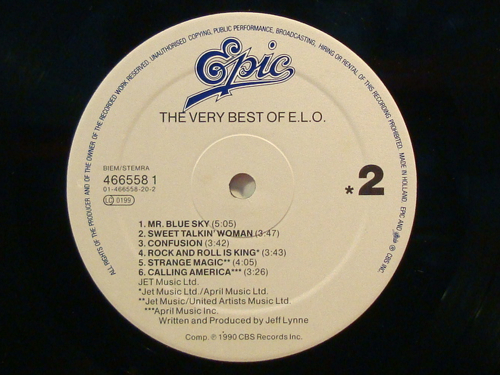 ALL RIGHTS OF THE PRODUCER AND OF THE OWNER OF THE RECORDED WORK RESERVED. UNAUTHORISED COPYING, PUBLIC PERFORMANCE, BROADCASTING, HIRING OR RENTAL OF THIS RECORDING PROHIBITED. MADE IN HOLLAND. EPIC AND
CBS INC
Epic
THE VERY BEST OF E.L.O.
BIEM/STEMRA
466558 1
01-466558-20-2
LC 0199
*2
1. MR. BLUE SKY (5:05)
2. SWEET TALKIN' WOMAN (3:47)
3. CONFUSION (3:42)
4. ROCK AND ROLL IS KING* (3:43)
5. STRANGE MAGIC** (4:05)
6. CALLING AMERICA*** (3:26)
JET Music Ltd.
*Jet Music Ltd./April Music Ltd.
**Jet Music/United Artists Music Ltd.
***April Music Inc.
Written and Produced by Jeff Lynne
Comp. ℗ 1990 CBS Records Inc.